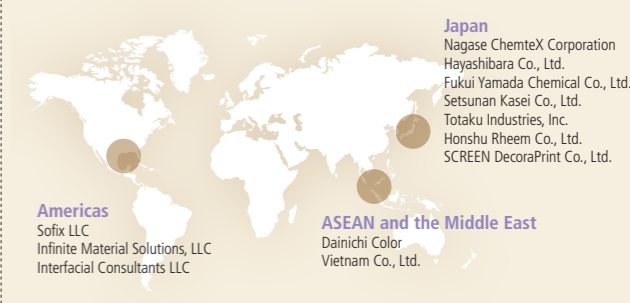 Japan
Nagase ChemteX Corporation
Hayashibara Co., Ltd.
Fukui Yamada Chemical Co., Ltd.
Setsunan Kasei Co., Ltd.
Totaku Industries, Inc.
Honshu Rheem Co., Ltd.
SCREEN DecoraPrint Co., Ltd.
Americas
Sofix LLC
Infinite Material Solutions, LLC
Interfacial Consultants LLC
ASEAN and the Middle East
Dainichi Color
Vietnam Co., Ltd.